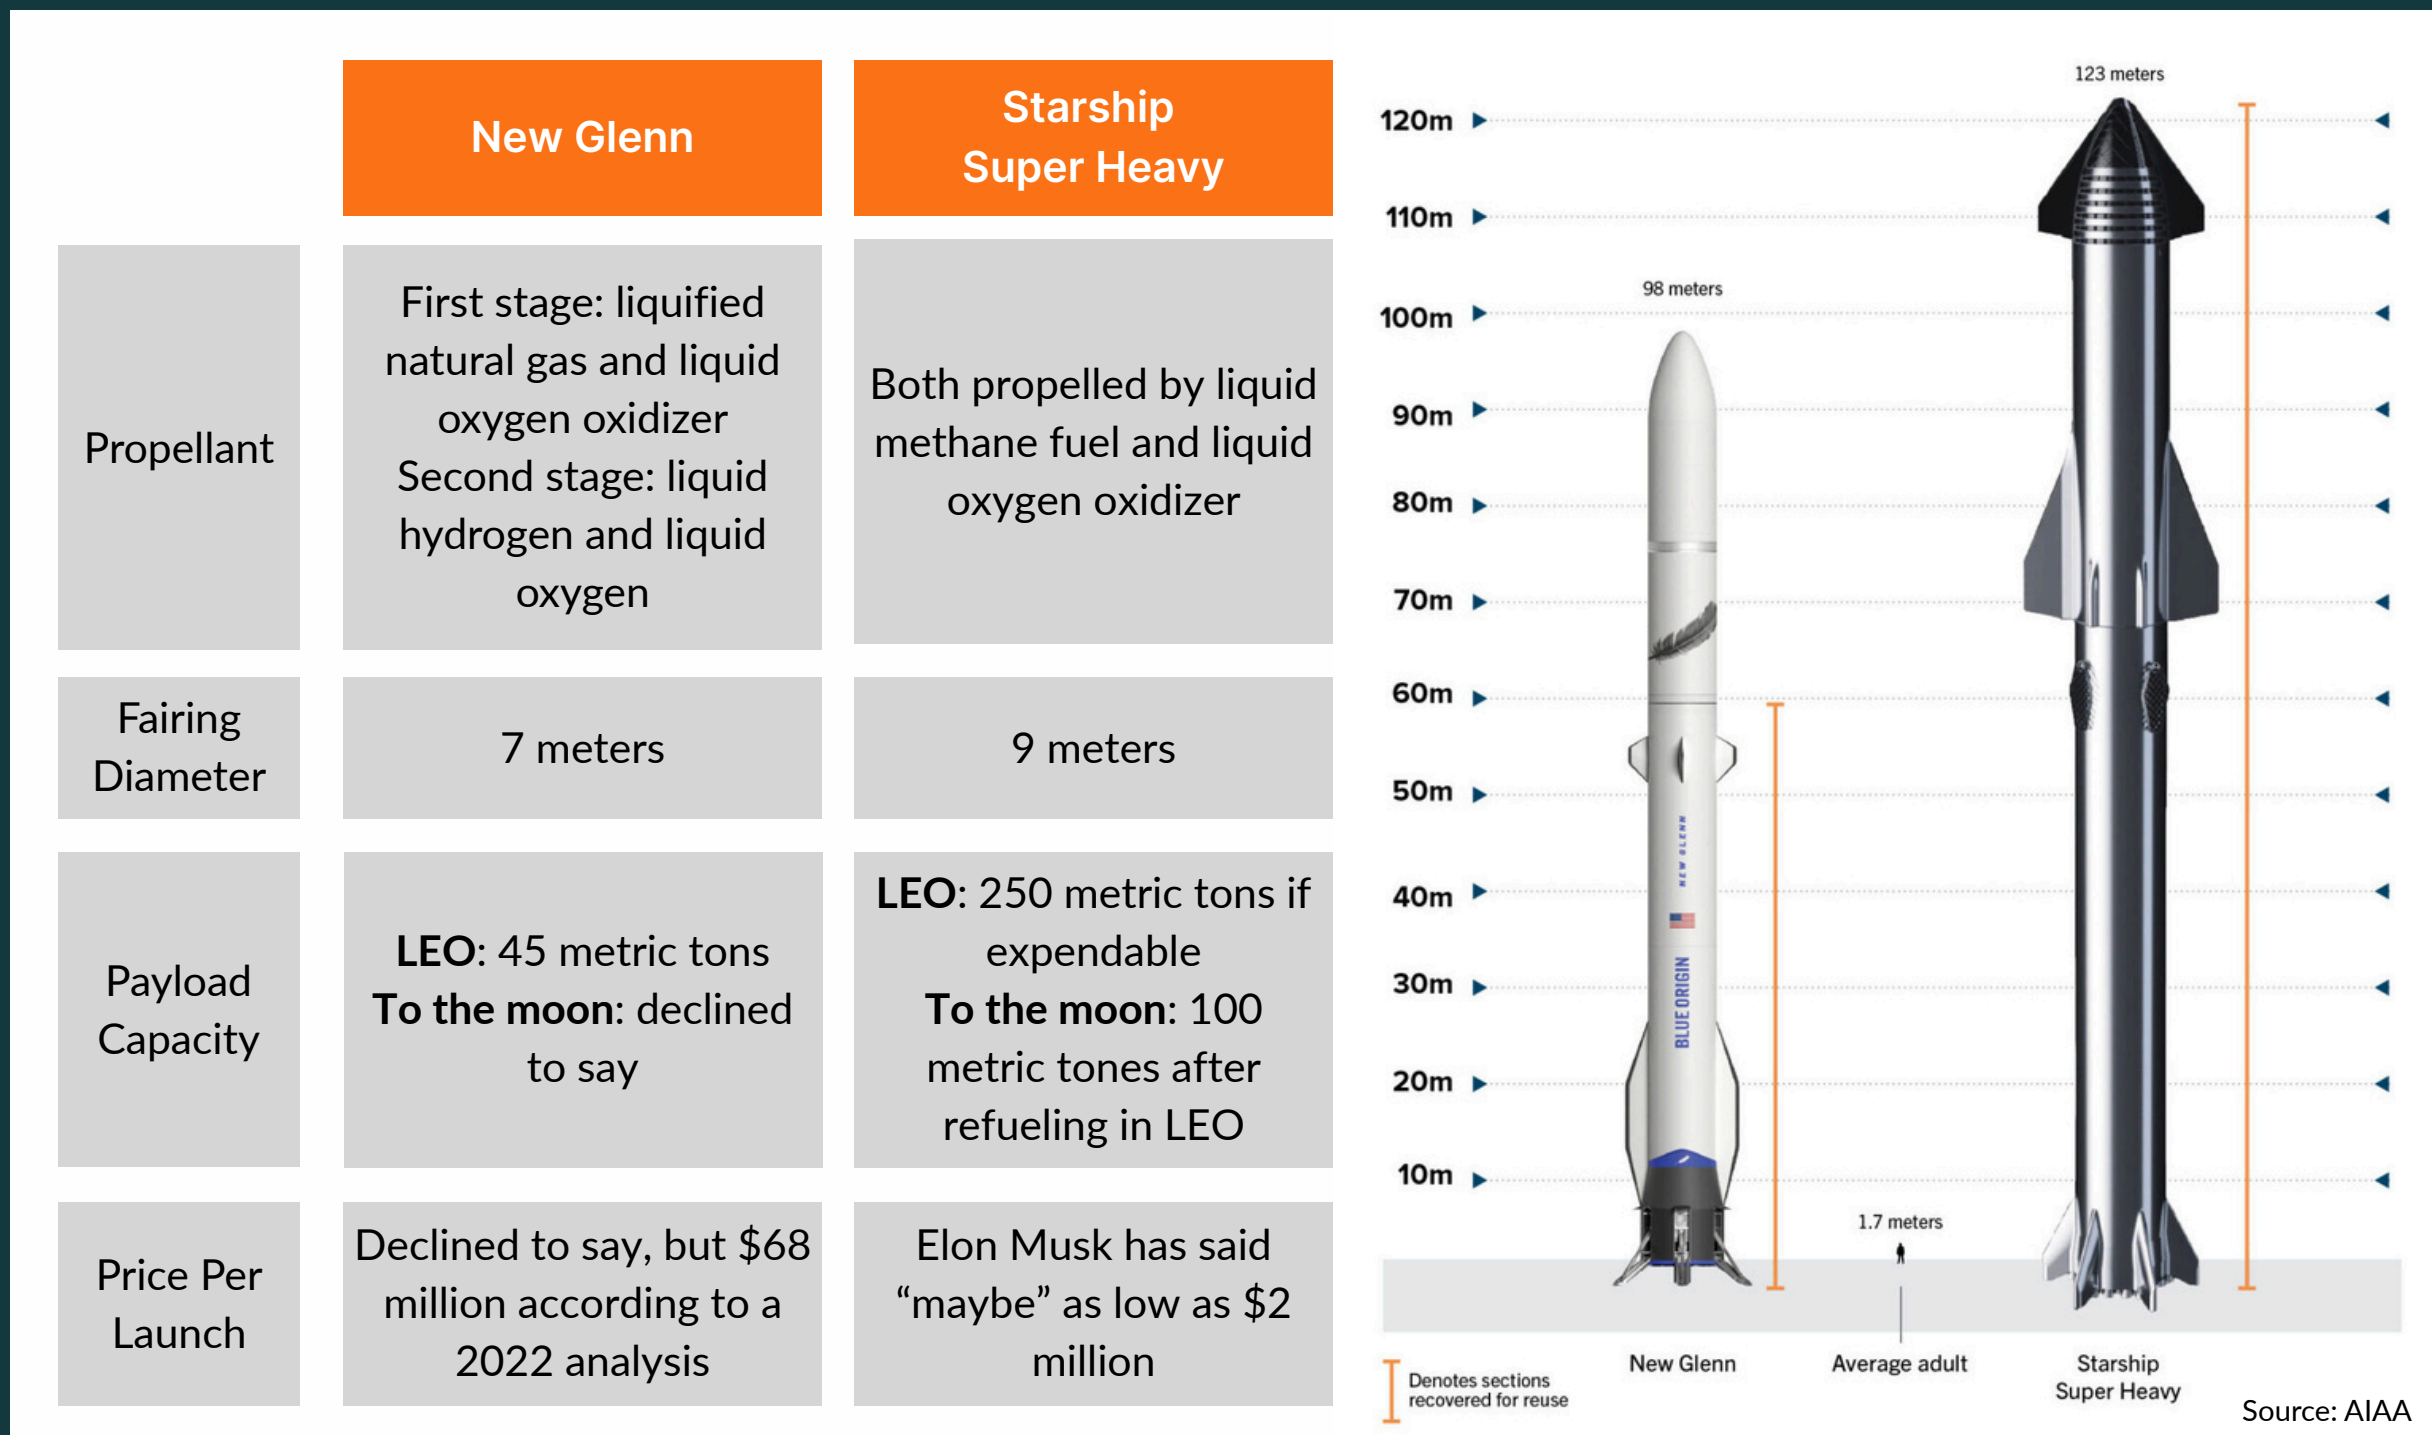 New Glenn
Starship
Super Heavy
Propellant
First stage: liquified
natural gas and liquid
oxygen oxidizer
Second stage: liquid
hydrogen and liquid
oxygen
Both propelled by liquid
methane fuel and liquid
oxygen oxidizer
Fairing
Diameter
7 meters
9 meters
Payload
Capacity
LEO: 45 metric tons
To the moon: declined
to say
LEO: 250 metric tons if
expendable
To the moon: 100
metric tones after
refueling in LEO
Price Per
Launch
Declined to say, but $68
million according to a
2022 analysis
Elon Musk has said
“maybe” as low as $2
million
123 meters
120m
110m
98 meters
100m
90m
80m
70m
60m
50m
40m
30m
20m
10m
NEW GLENN
BLUE ORIGIN
1.7 meters
New Glenn
Average adult
Starship
Super Heavy
Denotes sections
recovered for reuse
Source: AIAA